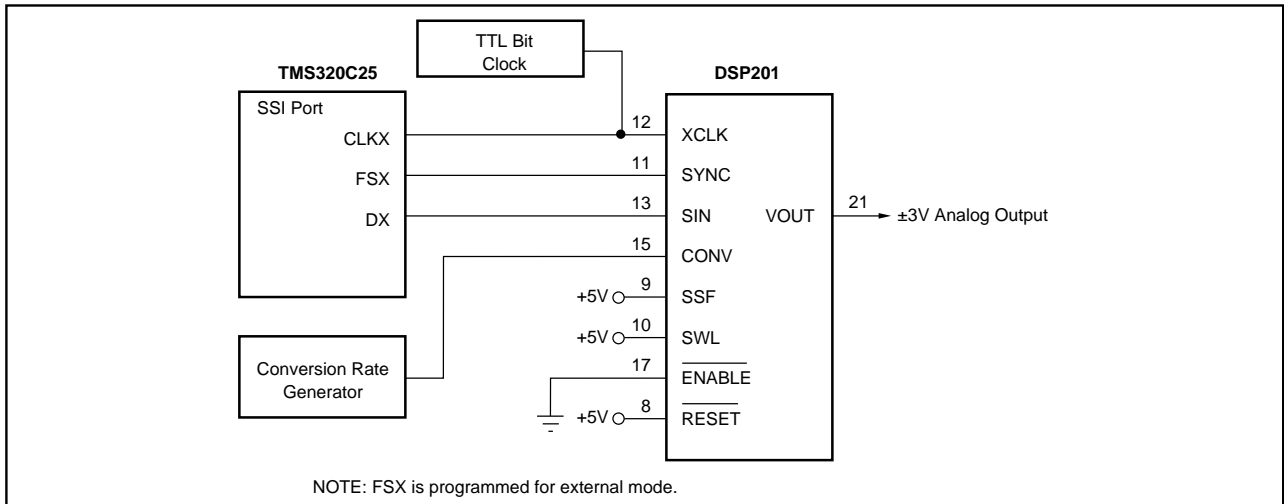 TTL Bit
Clock
TMS320C25
DSP201
SSI Port
CLKX
12
XCLK
FSX
11
SYNC
DX
13
SIN
VOUT
21
±3V Analog Output
15
CONV
+5V
9
SSF
+5V
10
SWL
Conversion Rate
Generator
17
ENABLE
+5V
8
RESET
NOTE: FSX is programmed for external mode.